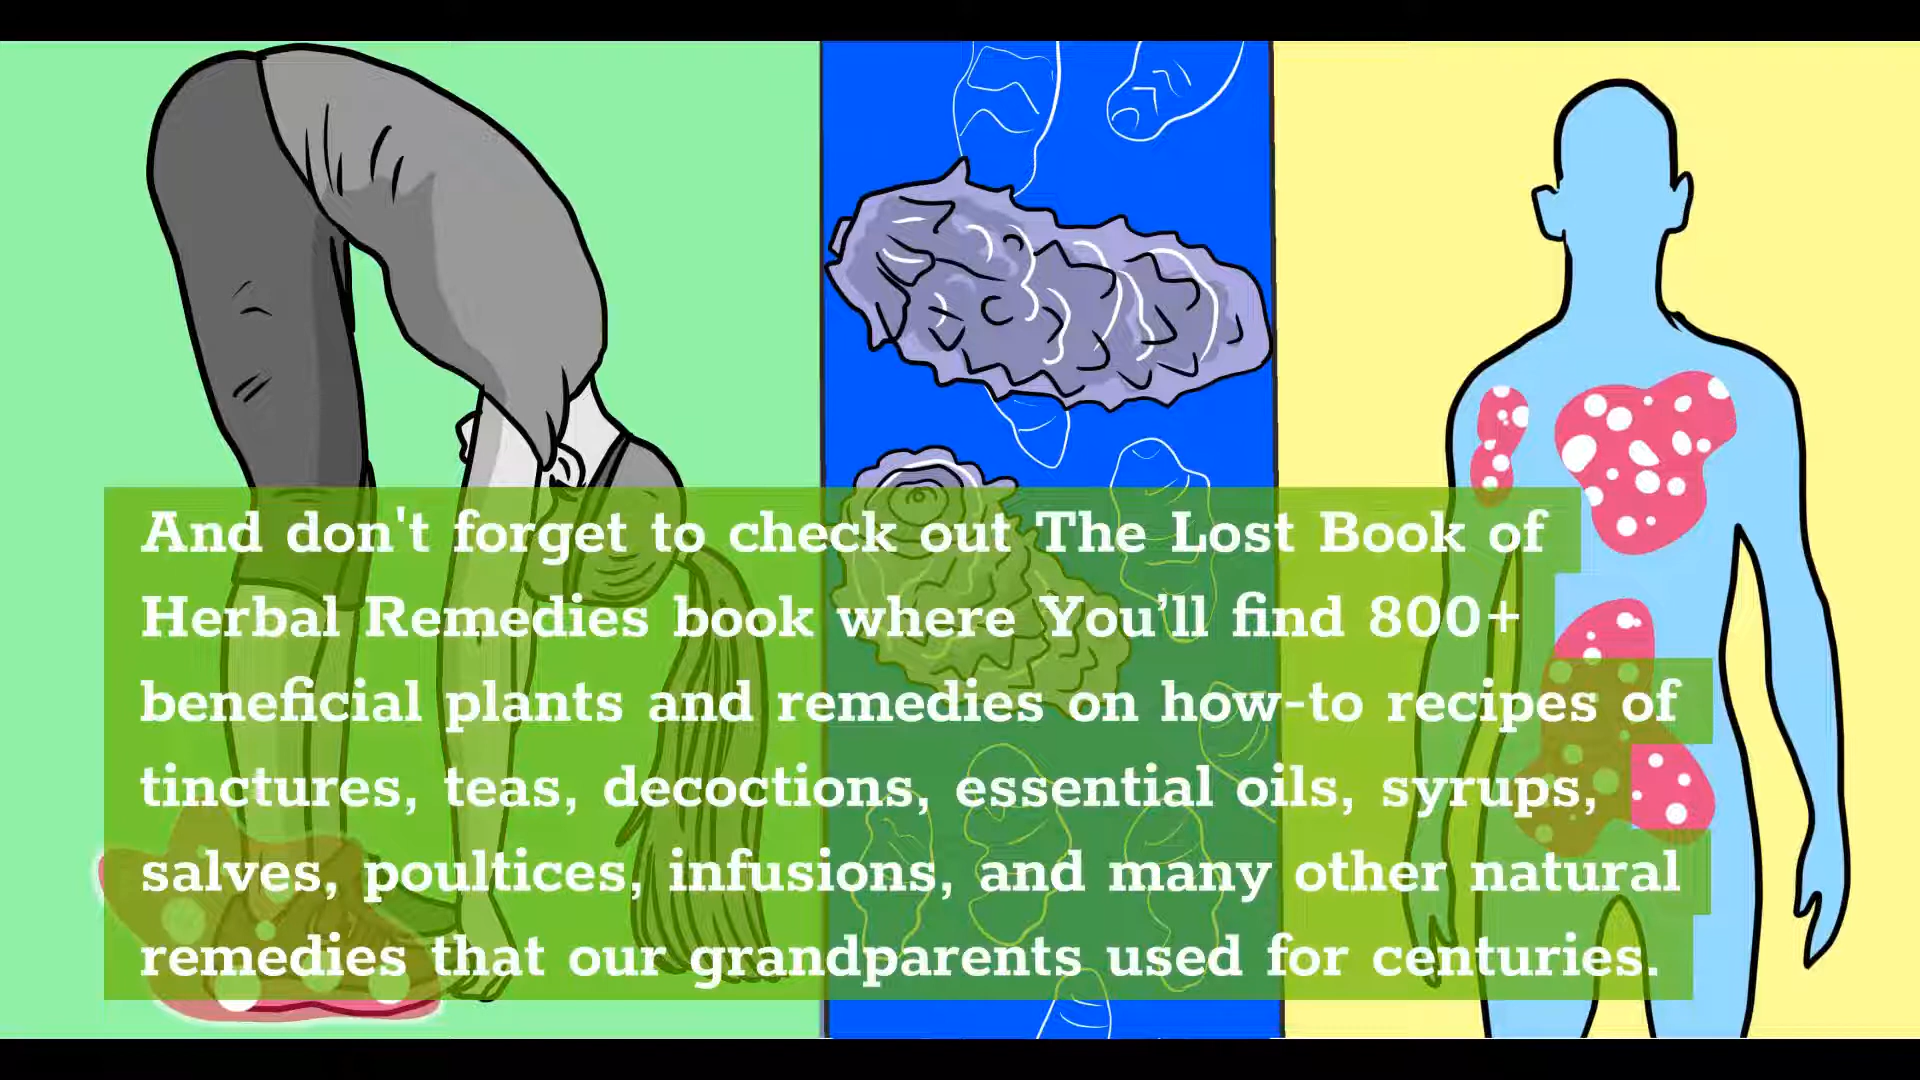 And don't forget to check out The Lost Book of
Herbal Remedies book where You’ll find 800+
beneficial plants and remedies on how-to recipes of
tinctures, teas, decoctions, essential oils, syrups,
salves, poultices, infusions, and many other natural
remedies that our grandparents used for centuries.